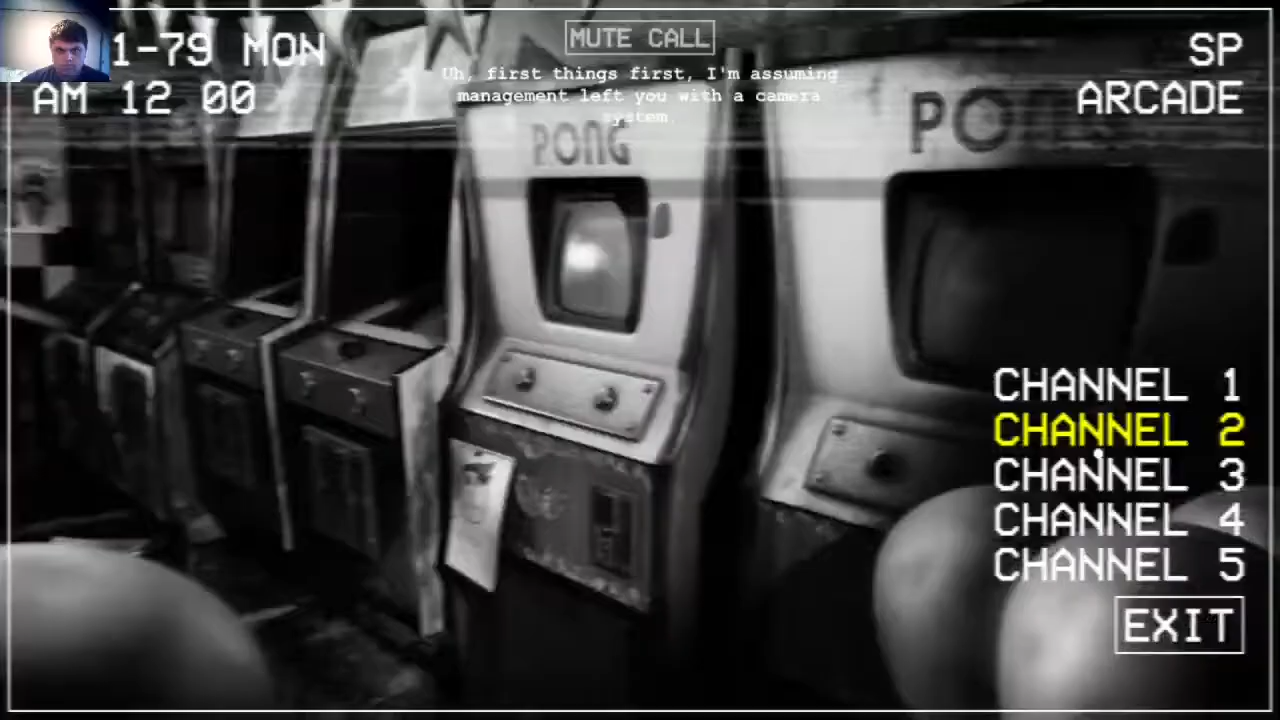 1-79 MON
AM 12 00
MUTE CALL
Uh, first things first, I'm assuming
management left you with a camera
system.
SP
ARCADE
PONG
PO
CHANNEL 1
CHANNEL 2
CHANNEL 3
CHANNEL 4
CHANNEL 5
EXIT